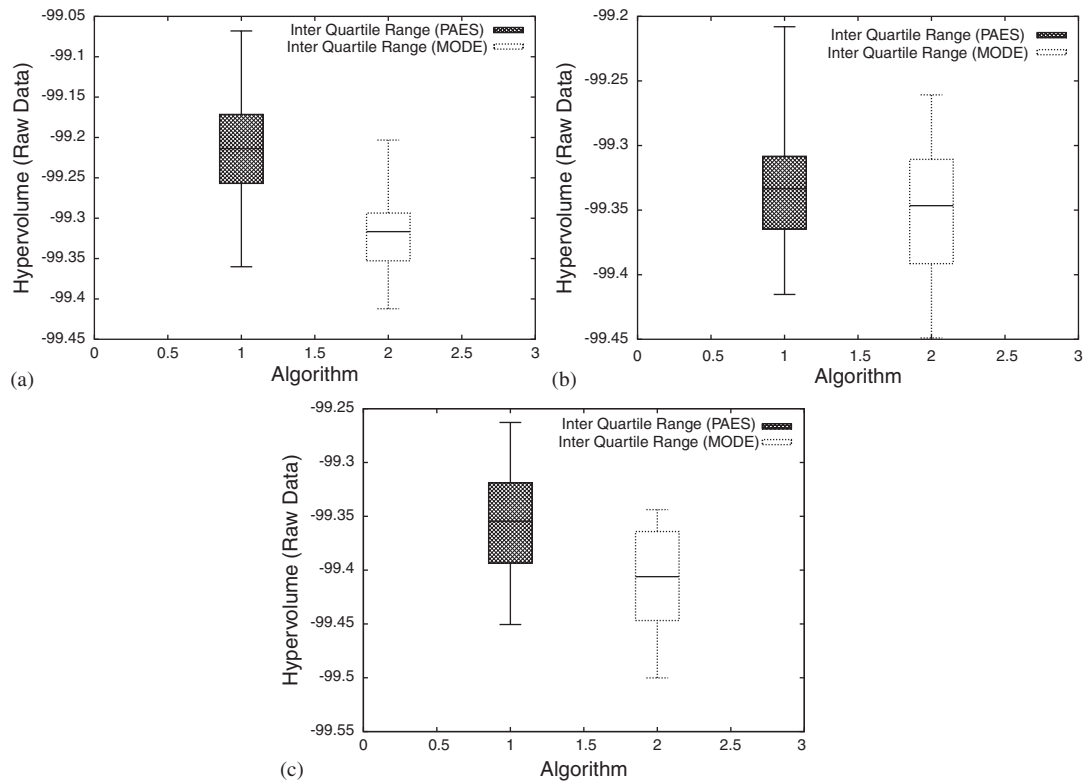 -99.05
-99.1
-99.15
-99.2
-99.25
-99.3
-99.35
-99.4
-99.45
Hypervolume (Raw Data)
Inter Quartile Range (PAES)
Inter Quartile Range (MODE)
0 0.5 1 1.5 2 2.5 3
Algorithm
(a)
-99.2
-99.25
-99.3
-99.35
-99.4
-99.45
Hypervolume (Raw Data)
Inter Quartile Range (PAES)
Inter Quartile Range (MODE)
0 0.5 1 1.5 2 2.5 3
Algorithm
(b)
-99.25
-99.3
-99.35
-99.4
-99.45
-99.5
-99.55
Hypervolume (Raw Data)
Inter Quartile Range (PAES)
Inter Quartile Range (MODE)
0 0.5 1 1.5 2 2.5 3
Algorithm
(c)